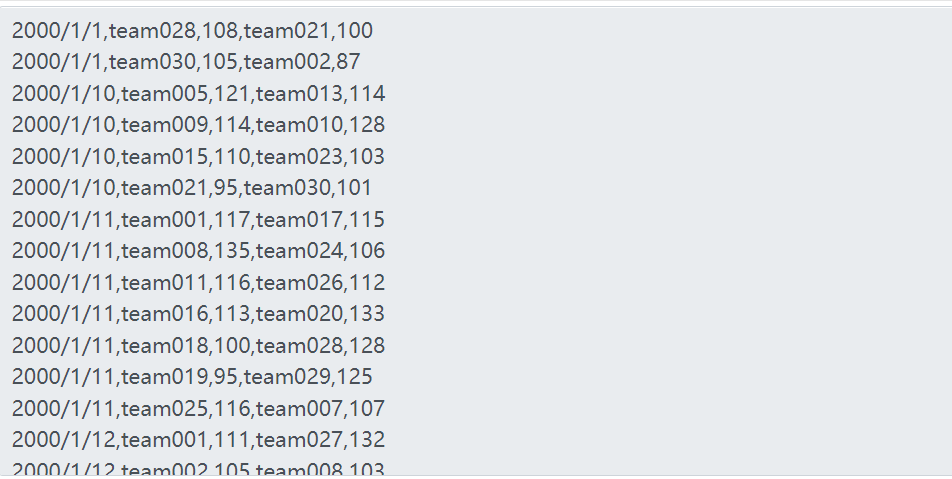 2000/1/1,team028,108,team021,100
2000/1/1,team030,105,team002,87
2000/1/10,team005,121,team013,114
2000/1/10,team009,114,team010,128
2000/1/10,team015,110,team023,103
2000/1/10,team021,95,team030,101
2000/1/11,team001,117,team017,115
2000/1/11,team008,135,team024,106
2000/1/11,team011,116,team026,112
2000/1/11,team016,113,team020,133
2000/1/11,team018,100,team028,128
2000/1/11,team019,95,team029,125
2000/1/11,team025,116,team007,107
2000/1/12,team001,111,team027,132
2000/1/12,team002,105,team008,103